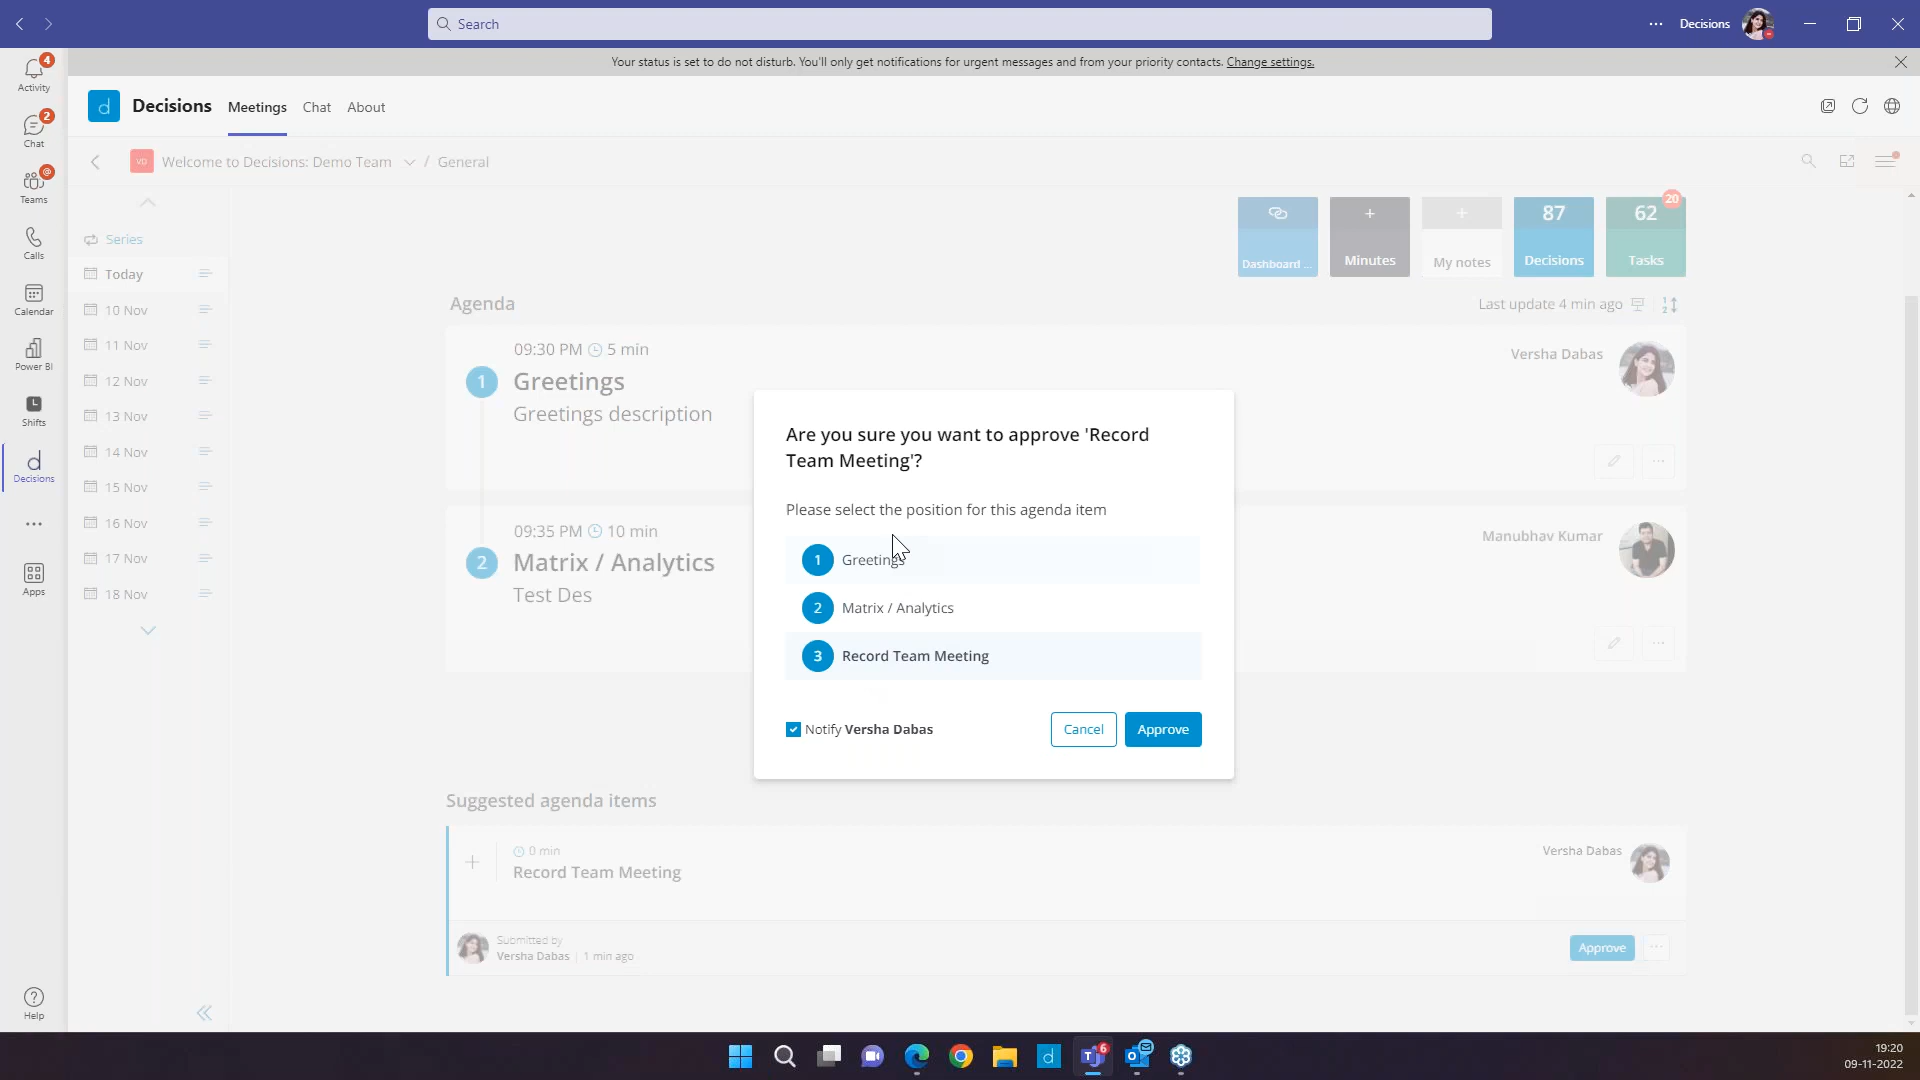 Search
Decisions
Your status is set to do not disturb. You'll only get notifications for urgent messages and from your priority contacts. Change settings.
4
Activity
2
Chat
@
Teams
Calls
Calendar
Power BI
Shifts
d
Decisions
Apps
Help
d
Decisions
Meetings
Chat
About
VD
Welcome to Decisions: Demo Team / General
Series
Today
10 Nov
11 Nov
12 Nov
13 Nov
14 Nov
15 Nov
16 Nov
17 Nov
18 Nov
Dashboard ...
Minutes
My notes
87
Decisions
62
20
Tasks
Agenda
Last update 4 min ago
09:30 PM 5 min
Versha Dabas
1
Greetings
Greetings description
09:35 PM 10 min
Manubhav Kumar
2
Matrix / Analytics
Test Des
Are you sure you want to approve 'Record
Team Meeting'?
Please select the position for this agenda item
1 Greetings
2 Matrix / Analytics
3 Record Team Meeting
Notify Versha Dabas
Cancel
Approve
Suggested agenda items
0 min
Versha Dabas
Record Team Meeting
Submitted by
Versha Dabas | 1 min ago
Approve
6
19:20
09-11-2022